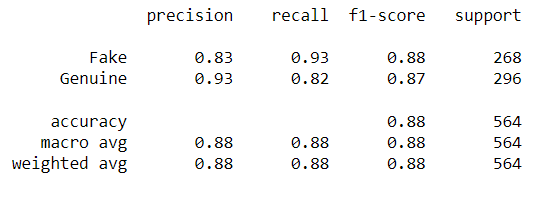 precision recall f1-score support
Fake 0.83 0.93 0.88 268
Genuine 0.93 0.82 0.87 296
accuracy 0.88 564
macro avg 0.88 0.88 0.88 564
weighted avg 0.88 0.88 0.88 564